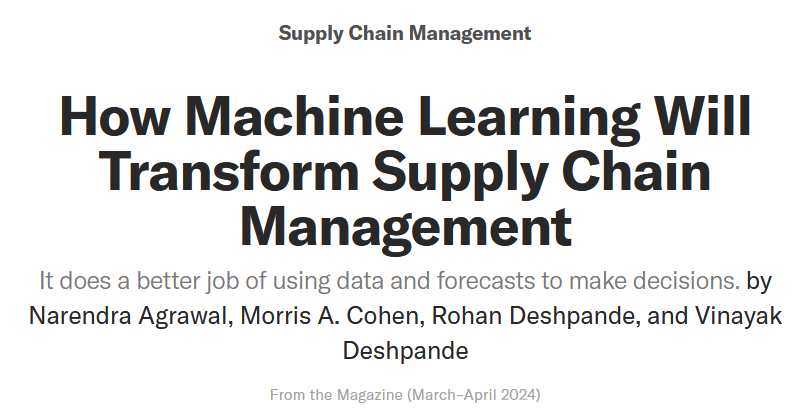 Supply Chain Management
How Machine Learning Will
Transform Supply Chain
Management
It does a better job of using data and forecasts to make decisions. by
Narendra Agrawal, Morris A. Cohen, Rohan Deshpande, and Vinayak
Deshpande
From the Magazine (March–April 2024)